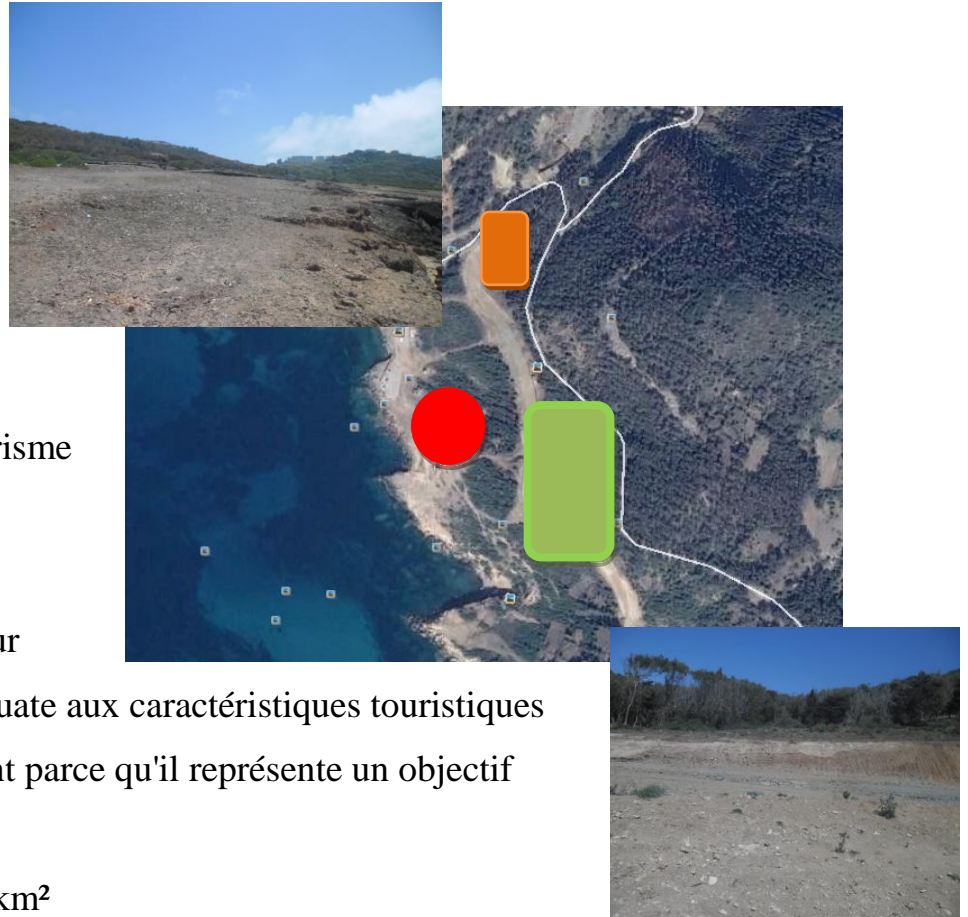 risme
ur
uate aux caractéristiques touristiques
nt parce qu'il représente un objectif
km²